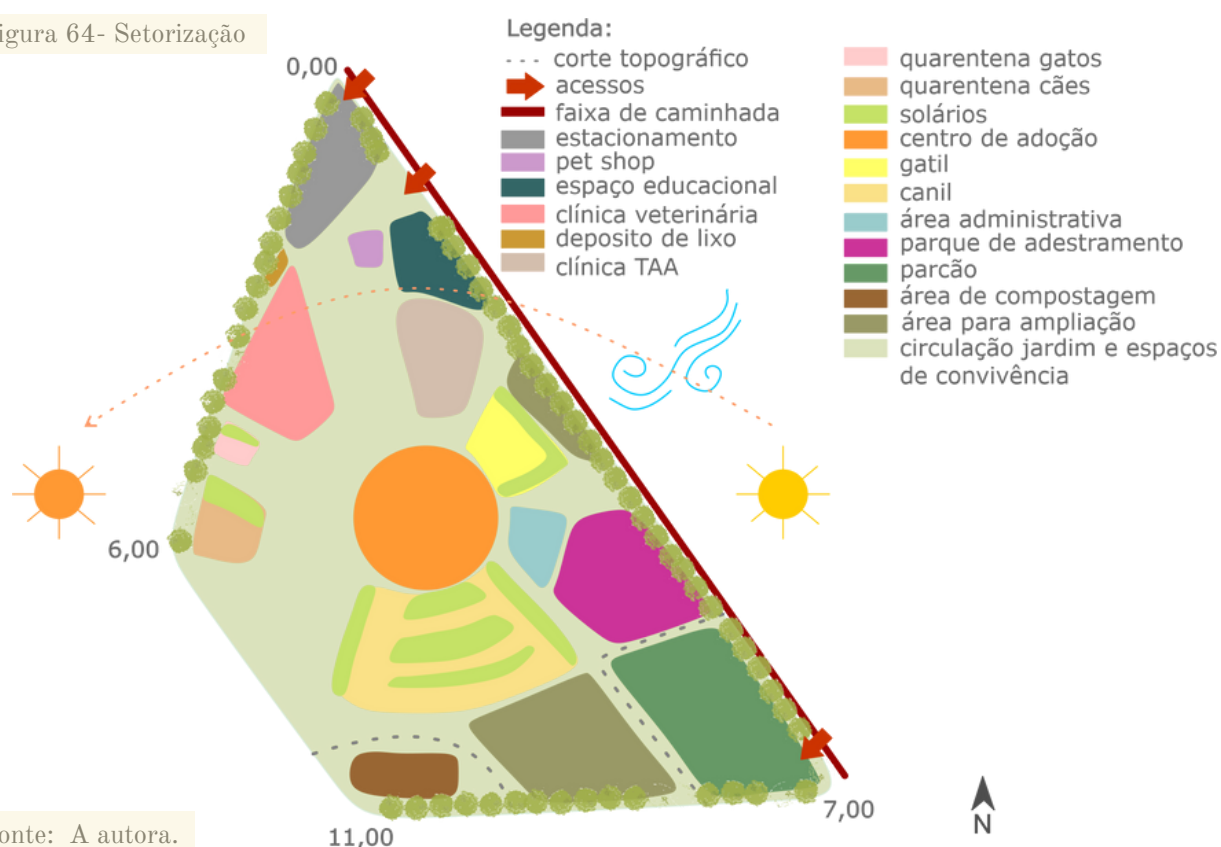 igura 64- Setorização
Legenda:
corte topográfico
acessos
faixa de caminhada
estacionamento
pet shop
espaço educacional
clínica veterinária
deposito de lixo
clínica TAA
quarentena gatos
quarentena cães
solários
centro de adoção
gatil
canil
área administrativa
parque de adestramento
parcão
área de compostagem
área para ampliação
circulação jardim e espaços
de convivência
0,00
6,00
11,00
7,00
N
onte: A autora.